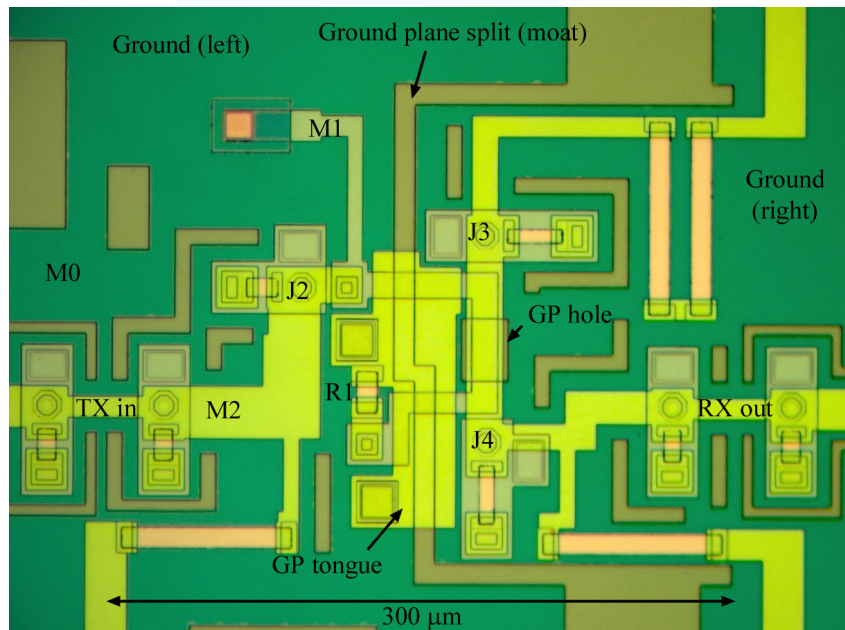 Ground (left)
Ground plane split (moat)
M1
Ground
(right)
J3
M0
J2
GP hole
R1
TX in
M2
RX out
J4
GP tongue
300 μm